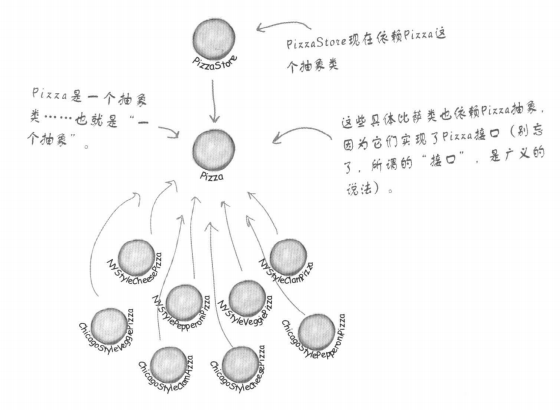 PizzaStore
PizzaStore现在依赖Pizza这
个抽象类
Pizza是一个抽象
类……也就是“一
个抽象”。
Pizza
这些具体比萨类也依赖Pizza抽象，
因为它们实现了Pizza接口（别忘
了，所谓的“接口”，是广义的
说法）。
NYStyleCheesePizza
NYStyleClamPizza
NYStylePepperoniPizza
NYStyleVeggiePizza
ChicagoStyleVeggiePizza
ChicagoStylePepperoniPizza
ChicagoStyleClamPizza
ChicagoStyleCheesePizza